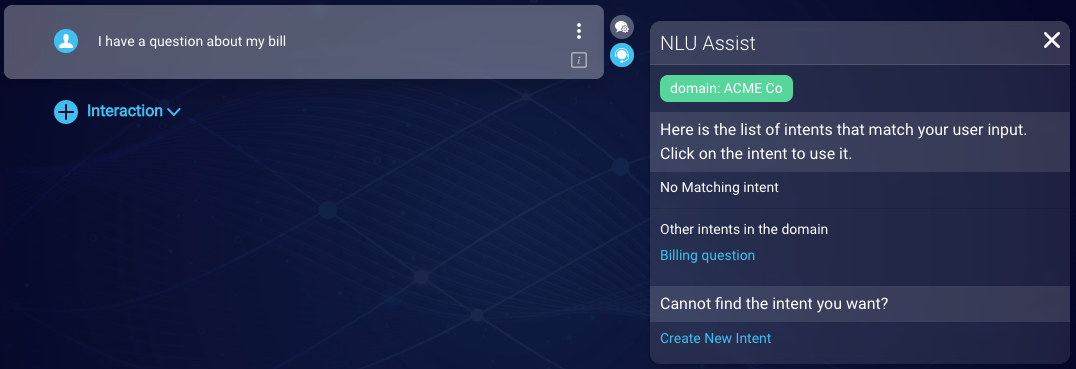 I have a question about my bill
Interaction
NLU Assist
domain: ACME Co
Here is the list of intents that match your user input.
Click on the intent to use it.
No Matching intent
Other intents in the domain
Billing question
Cannot find the intent you want?
Create New Intent